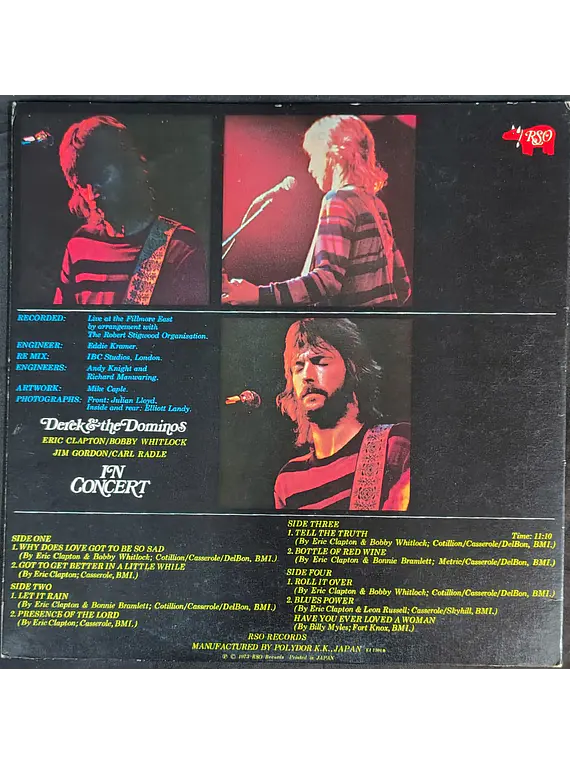 RSO
RECORDED: Live at the Fillmore East
by arrangement with
The Robert Stigwood Organisation.
ENGINEER: Eddie Kramer.
RE MIX: IBC Studios, London.
ENGINEERS: Andy Knight and
Richard Manwaring.
ARTWORK: Mike Caple.
PHOTOGRAPHS: Front: Julian Lloyd.
Inside and rear: Elliott Landy.
Derek & the Dominos
ERIC CLAPTON/BOBBY WHITLOCK
JIM GORDON/CARL RADLE
IN
CONCERT
SIDE ONE
1. WHY DOES LOVE GOT TO BE SO SAD
(By Eric Clapton & Bobby Whitlock; Cotillion/Casserole/DelBon, BMI.)
2. GOT TO GET BETTER IN A LITTLE WHILE
(By Eric Clapton; Casserole, BMI.)
SIDE TWO
1. LET IT RAIN
(By Eric Clapton & Bonnie Bramlett; Cotillion/Casserole/DelBon, BMI.)
2. PRESENCE OF THE LORD
(By Eric Clapton; Casserole, BMI.)
SIDE THREE
1. TELL THE TRUTH Time: 11:10
(By Eric Clapton & Bobby Whitlock; Cotillion/Casserole/DelBon, BMI.)
2. BOTTLE OF RED WINE
(By Eric Clapton & Bonnie Bramlett; Metric/Casserole/DelBon, BMI.)
SIDE FOUR
1. ROLL IT OVER
(By Eric Clapton & Bobby Whitlock; Cotillion/Casserole/DelBon, BMI.)
2. BLUES POWER
(By Eric Clapton & Leon Russell; Casserole/Skyhill, BMI.)
HAVE YOU EVER LOVED A WOMAN
(By Billy Myles; Fort Knox, BMI.)
RSO RECORDS
MANUFACTURED BY POLYDOR K.K., JAPAN
℗ © 1973 RSO Records Printed in JAPAN